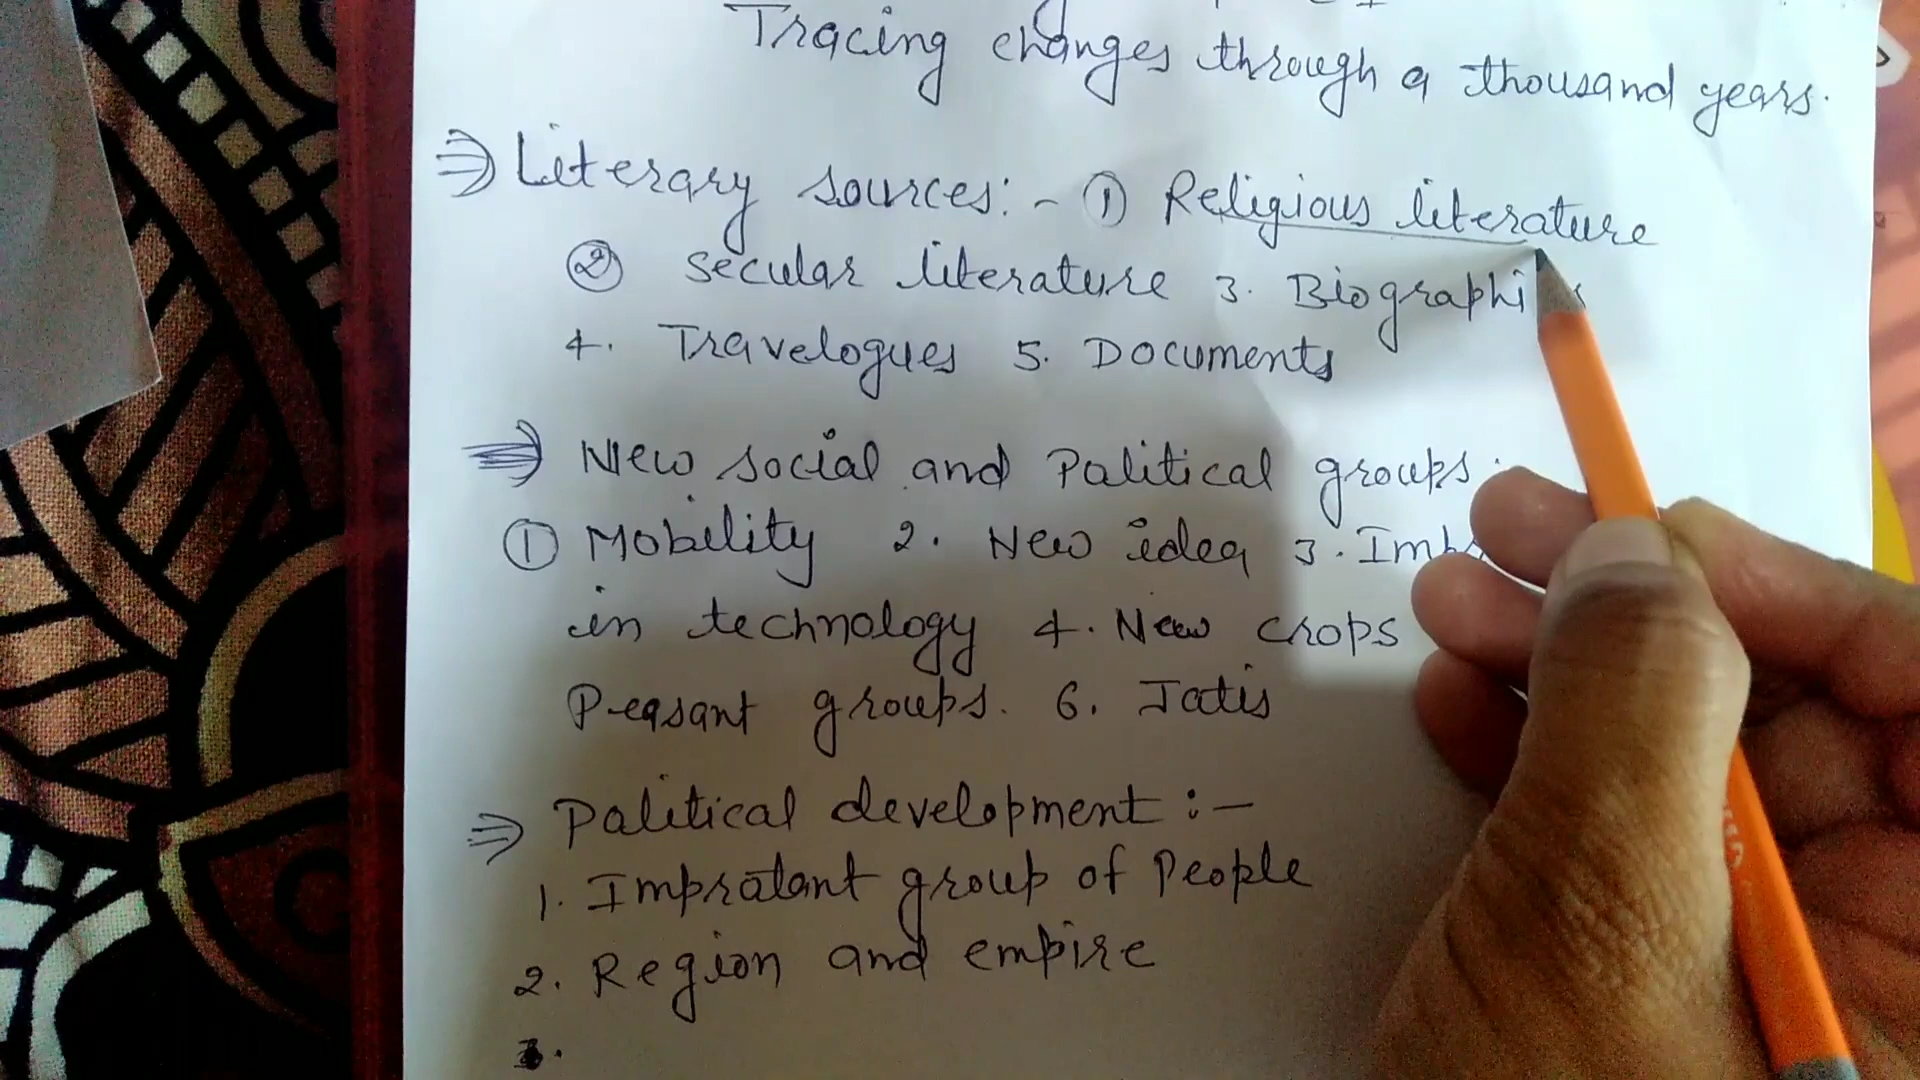 Tracing changes through a thousand years.
⇒ Literary sources:- ① Religious literature
② Secular literature 3. Biographi
4. Travelogues 5. Documents
⇒ New social and Palitical groups.
① Mobility 2. New idea 3.
in technology 4. New crops
Peasant groups. 6. Jatis
⇒ Palitical development :-
1. Impratant group of People
2. Region and empire
3.